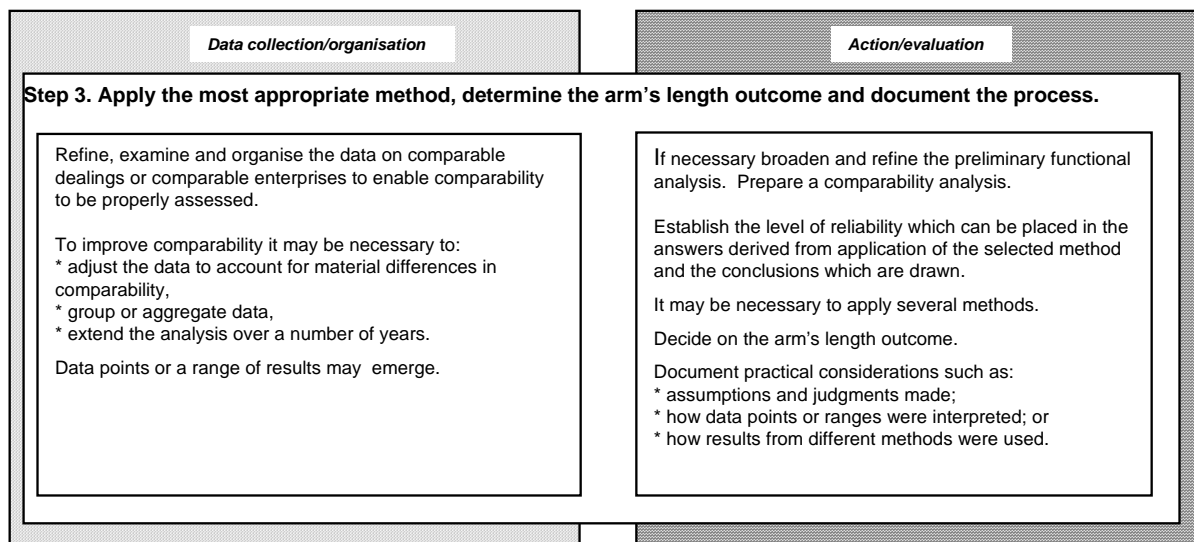 Data collection/organisation
Action/evaluation
Step 3. Apply the most appropriate method, determine the arm's length outcome and document the process.
Refine, examine and organise the data on comparable
dealings or comparable enterprises to enable comparability
to be properly assessed.
To improve comparability it may be necessary to:
* adjust the data to account for material differences in
comparability,
* group or aggregate data,
* extend the analysis over a number of years.
Data points or a range of results may emerge.
If necessary broaden and refine the preliminary functional
analysis. Prepare a comparability analysis.
Establish the level of reliability which can be placed in the
answers derived from application of the selected method
and the conclusions which are drawn.
It may be necessary to apply several methods.
Decide on the arm's length outcome.
Document practical considerations such as:
* assumptions and judgments made;
* how data points or ranges were interpreted; or
* how results from different methods were used.